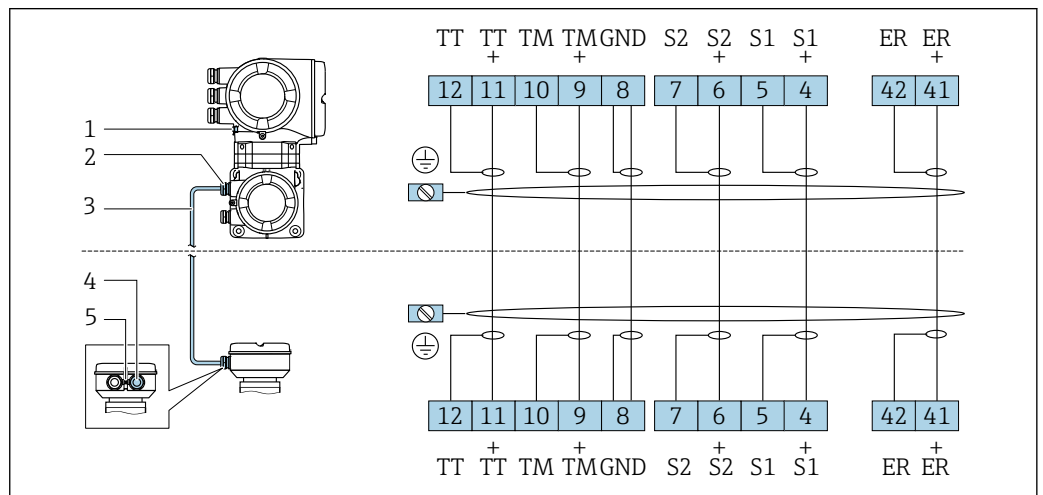 TT TT TM TM GND S2 S2 S1 S1 ER ER
+ + + + +
12 11 10 9 8 7 6 5 4 42 41
1
2
3
4
5
12 11 10 9 8 7 6 5 4 42 41
+ + + + +
TT TT TM TM GND S2 S2 S1 S1 ER ER